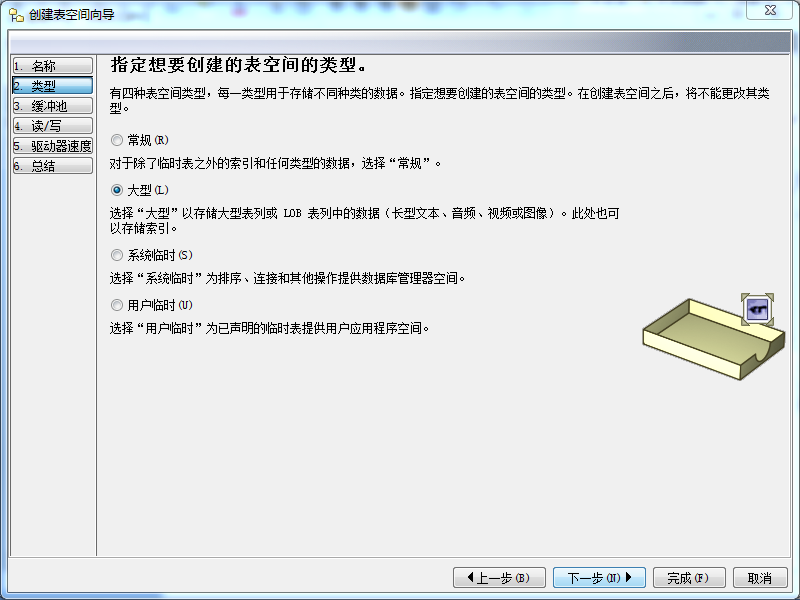 创建表空间向导
1. 名称
2. 类型
3. 缓冲池
4. 读/写
5. 驱动器速度
6. 总结
指定想要创建的表空间的类型。
有四种表空间类型，每一类型用于存储不同种类的数据。指定想要创建的表空间的类型。在创建表空间之后，将不能更改其类
型。
常规(R)
对于除了临时表之外的索引和任何类型的数据，选择“常规”。
大型(L)
选择“大型”以存储大型表列或 LOB 表列中的数据（长型文本、音频、视频或图像）。此处也可
以存储索引。
系统临时(S)
选择“系统临时”为排序、连接和其他操作提供数据库管理器空间。
用户临时(U)
选择“用户临时”为已声明的临时表提供用户应用程序空间。
上一步(B)
下一步(N)
完成(F)
取消